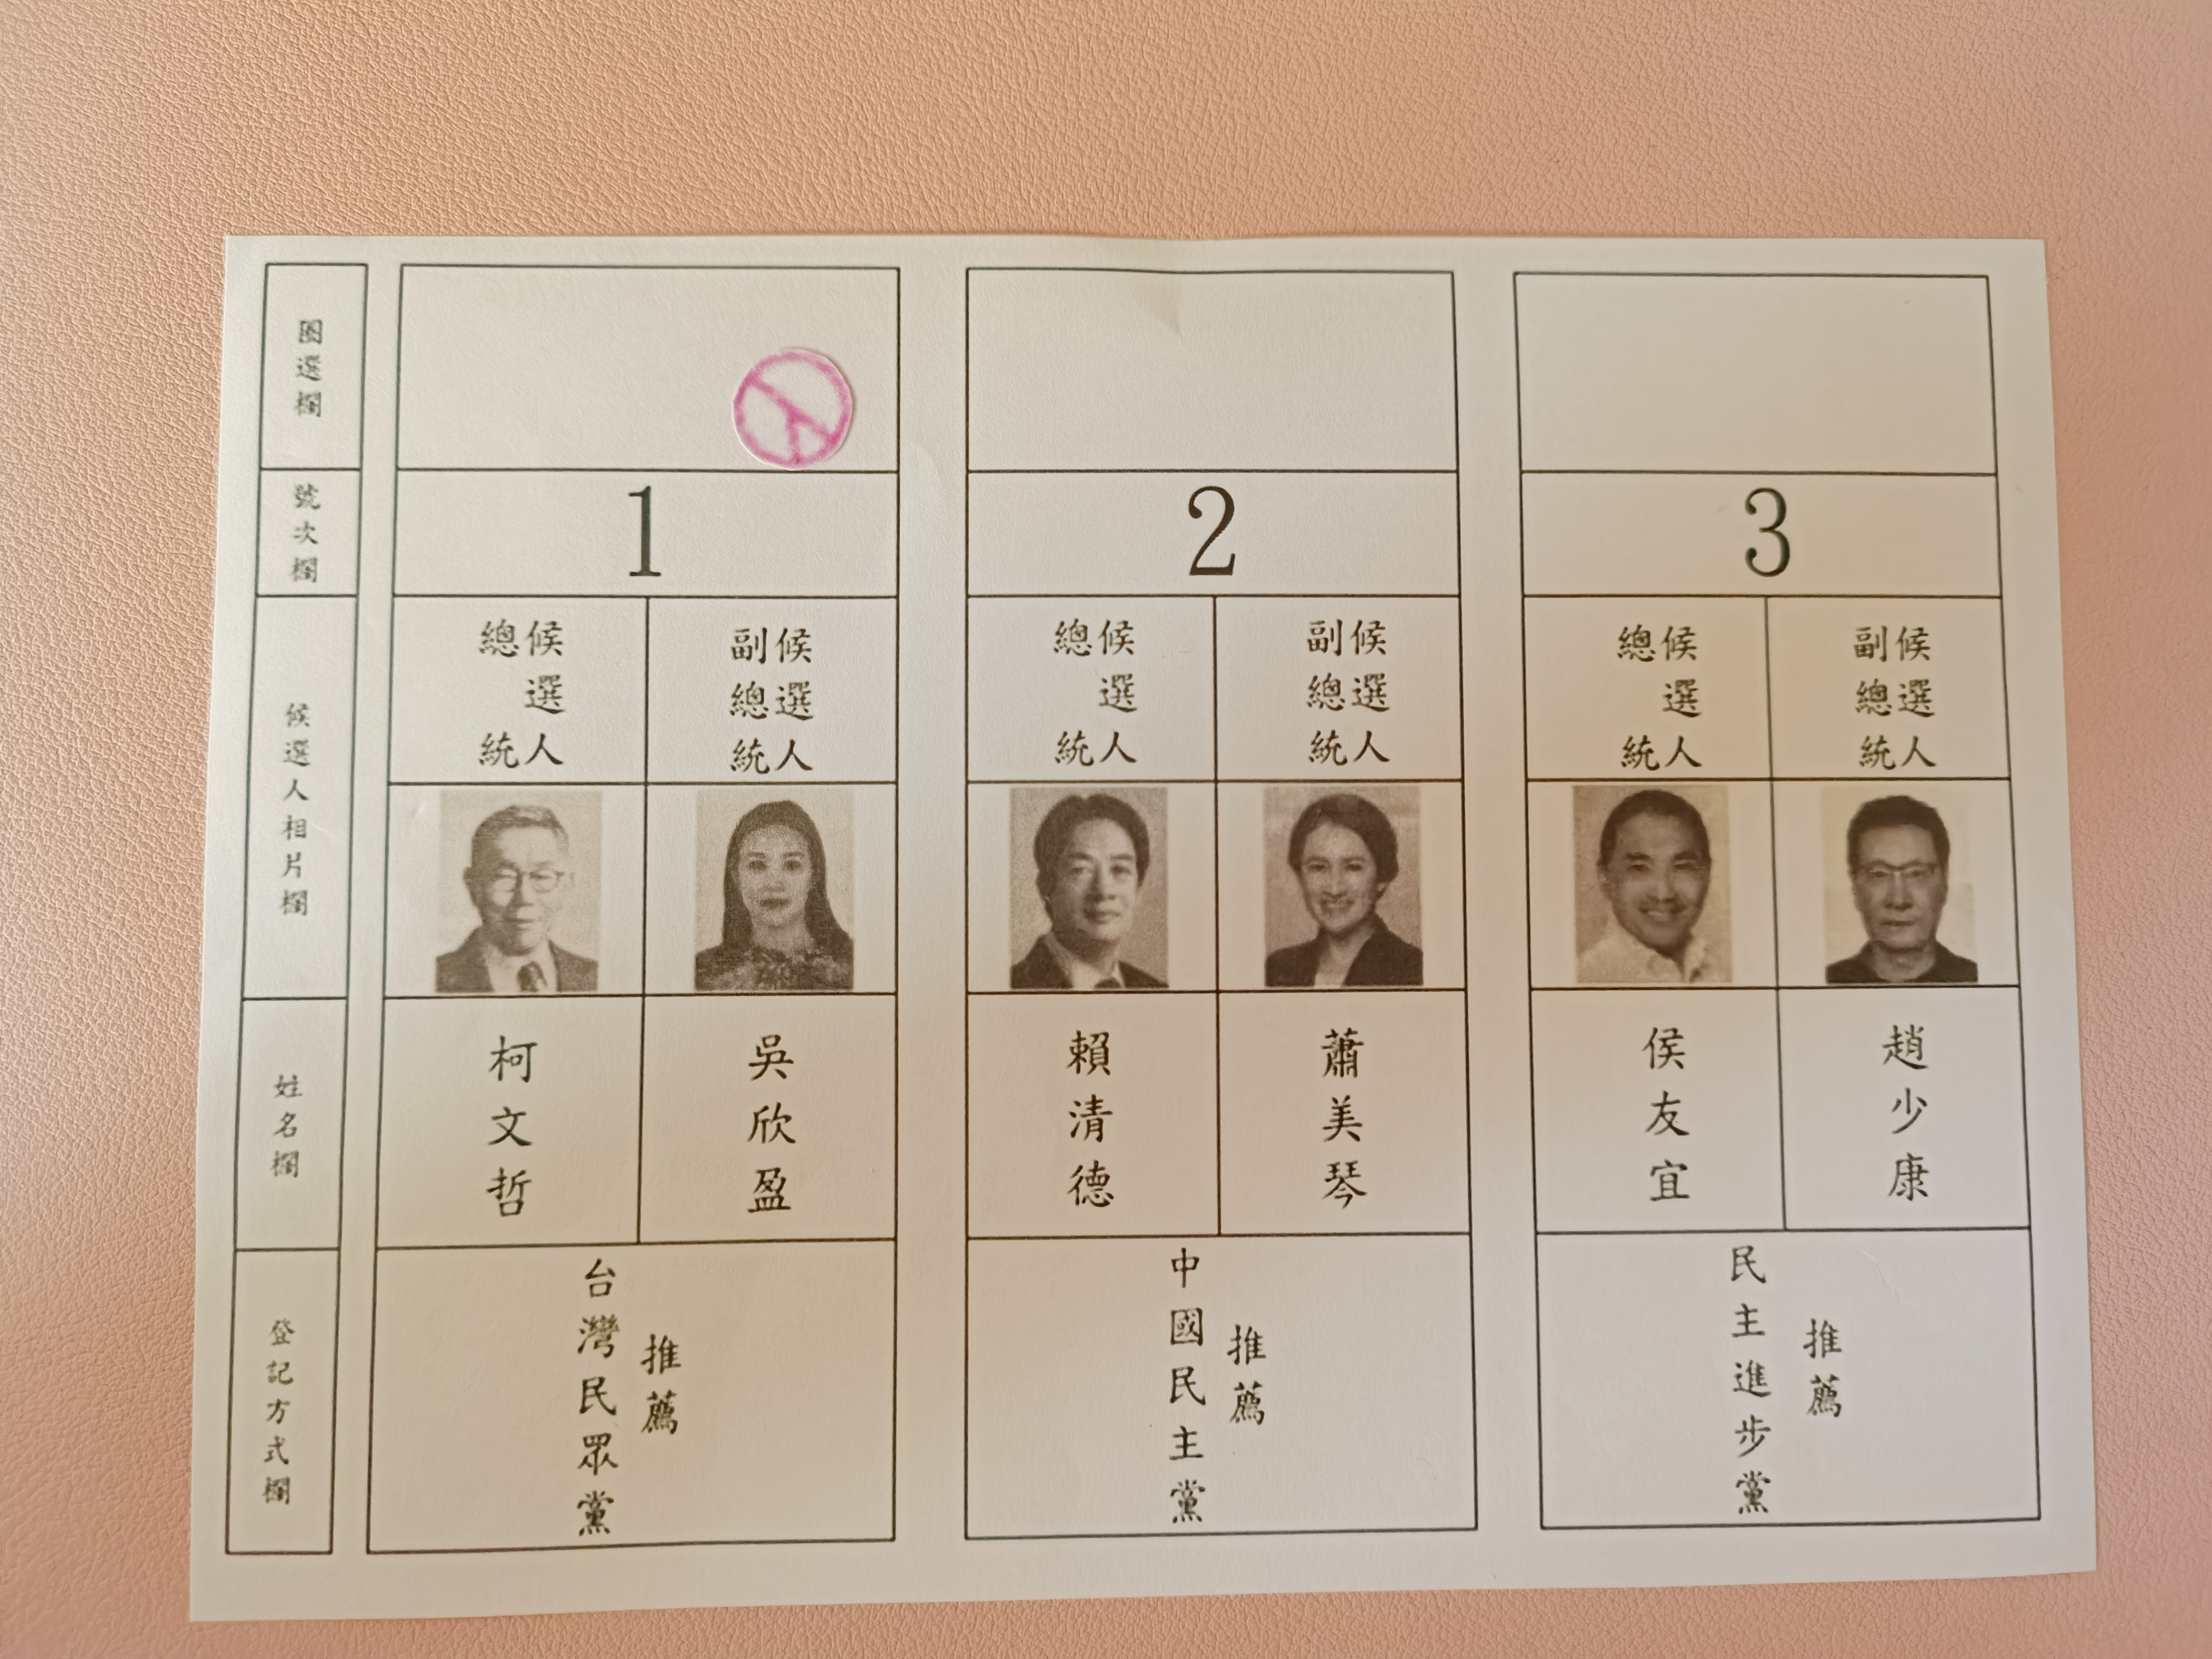 圈選欄
號次欄
候選人相片欄
姓名欄
登記方式欄
1
總統
候選人
副總統
候選人
柯文哲
吳欣盈
台灣民眾黨
推薦
2
總統
候選人
副總統
候選人
賴清德
蕭美琴
中國民主黨
推薦
3
總統
候選人
副總統
候選人
侯友宜
趙少康
民主進步黨
推薦